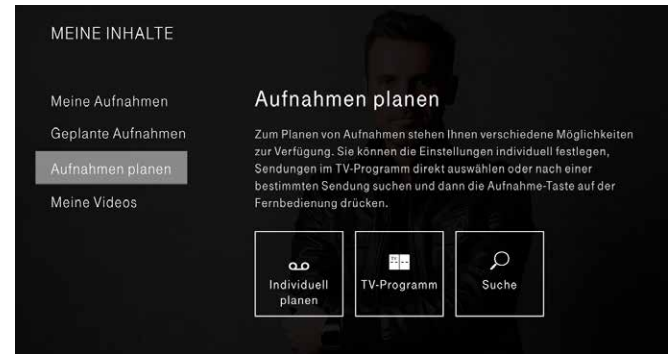 MEINE INHALTE
Meine Aufnahmen
Geplante Aufnahmen
Aufnahmen planen
Meine Videos
Aufnahmen planen
Zum Planen von Aufnahmen stehen Ihnen verschiedene Möglichkeiten
zur Verfügung. Sie können die Einstellungen individuell festlegen,
Sendungen im TV-Programm direkt auswählen oder nach einer
bestimmten Sendung suchen und dann die Aufnahme-Taste auf der
Fernbedienung drücken.
Individuell
planen
TV-Programm
Suche